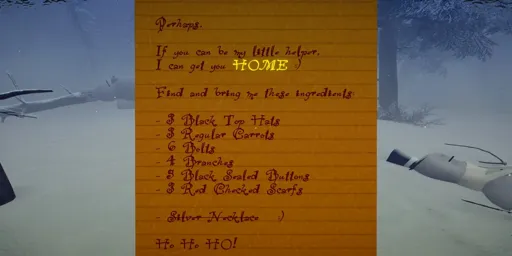 Perhaps.
If you can be my little helper,
I can get you HOME :)
Find and bring me these ingredients
- 3 Black Top Hats
- 3 Regular Carrots
- 6 Bolts
- 4 Branches
- 8 Black Sealed Buttons
- 3 Red Checked Scarfs
- Silver Necklace :)
Ho Ho HO!